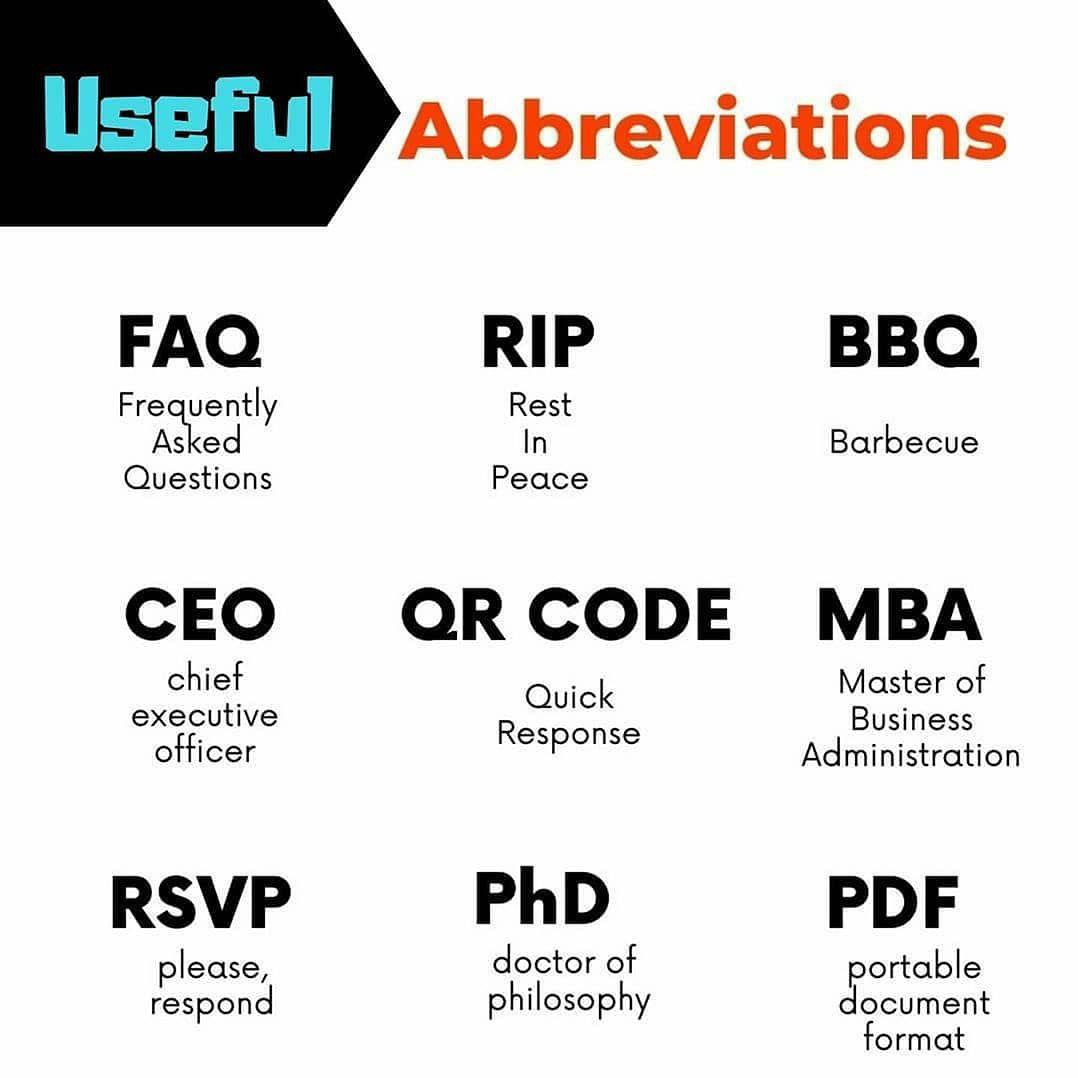 Useful Abbreviations
FAQ
Frequently
Asked
Questions
RIP
Rest
In
Peace
BBQ
Barbecue
CEO
chief
executive
officer
QR CODE
Quick
Response
MBA
Master of
Business
Administration
RSVP
please,
respond
PhD
doctor of
philosophy
PDF
portable
document
format